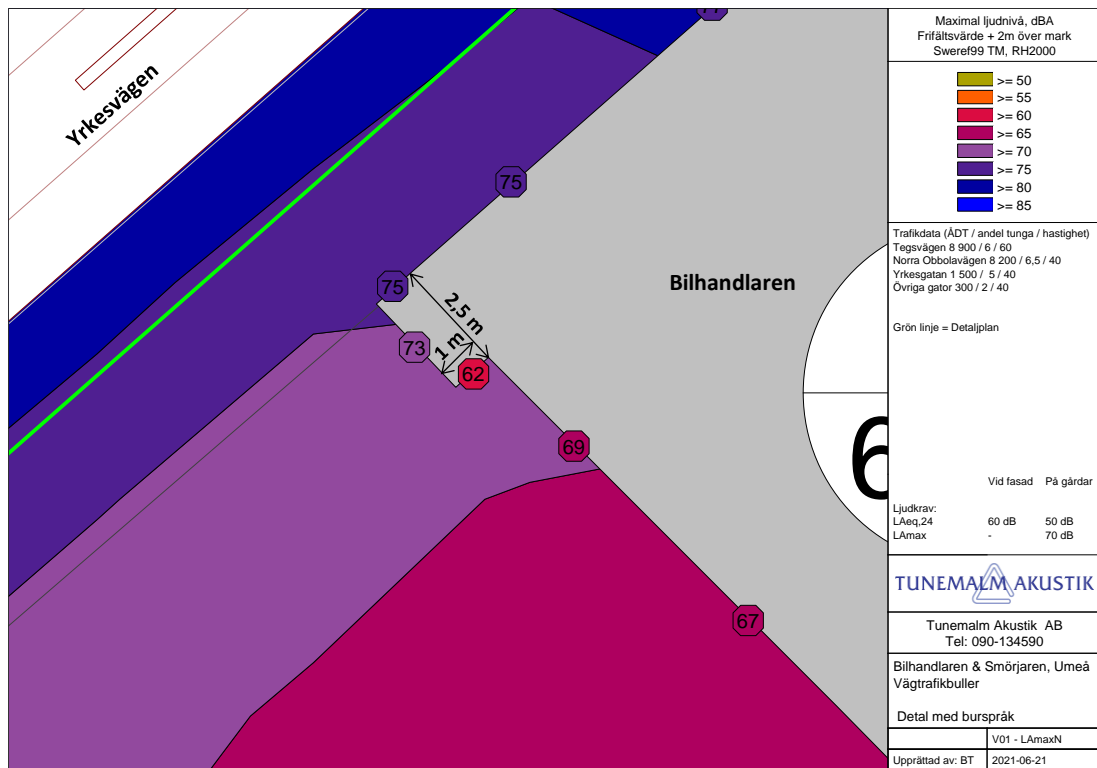 77
Yrkesvägen
75
75
2,5 m
1 m
73
62
Bilhandlaren
69
6
67
Maximal ljudnivå, dBA
Frifältsvärde + 2m över mark
Sweref99 TM, RH2000
>= 50
>= 55
>= 60
>= 65
>= 70
>= 75
>= 80
>= 85
Trafikdata (ÅDT / andel tunga / hastighet)
Tegsvägen 8 900 / 6 / 60
Norra Obbolavägen 8 200 / 6,5 / 40
Yrkesgatan 1 500 / 5 / 40
Övriga gator 300 / 2 / 40
Grön linje = Detaljplan
Vid fasad På gårdar
Ljudkrav:
LAeq,24 60 dB 50 dB
LAmax - 70 dB
TUNEMALM AKUSTIK
Tunemalm Akustik AB
Tel: 090-134590
Bilhandlaren & Smörjaren, Umeå
Vägtrafikbuller
Detal med burspråk
V01 - LAmaxN
Upprättad av: BT 2021-06-21